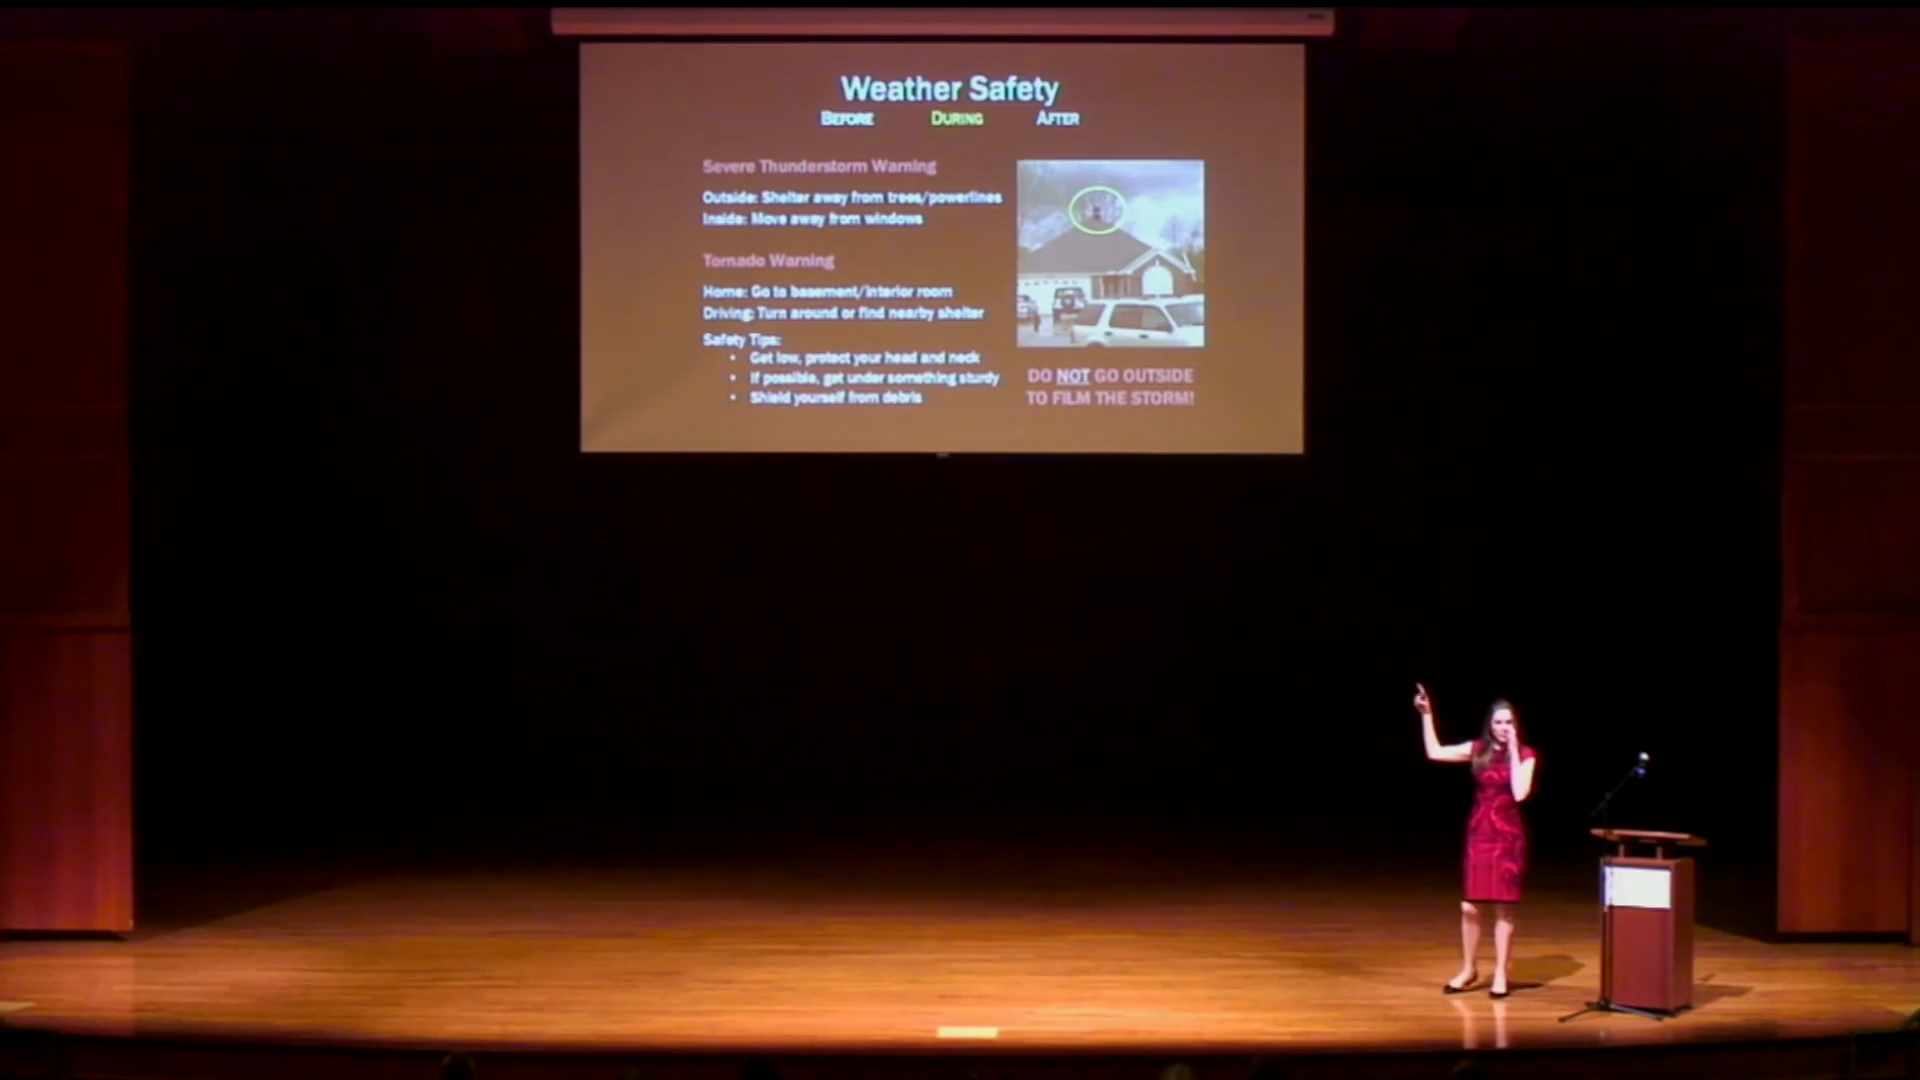 Weather Safety
BEFORE DURING AFTER
Severe Thunderstorm Warning
Outside: Shelter away from trees/powerlines
Inside: Move away from windows
Tornado Warning
Home: Go to basement/interior room
Driving: Turn around or find nearby shelter
Safety Tips:
• Get low, protect your head and neck
• If possible, get under something sturdy
• Shield yourself from debris
DO NOT GO OUTSIDE
TO FILM THE STORM!